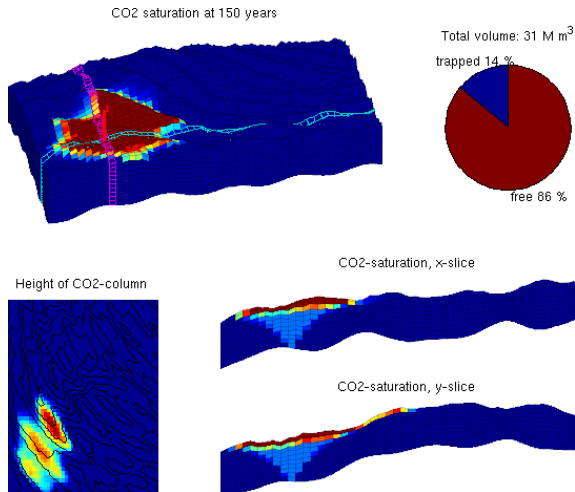 CO2 saturation at 150 years
Total volume: 31 M m³
trapped 14 %
free 86 %
Height of CO2-column
CO2-saturation, x-slice
CO2-saturation, y-slice